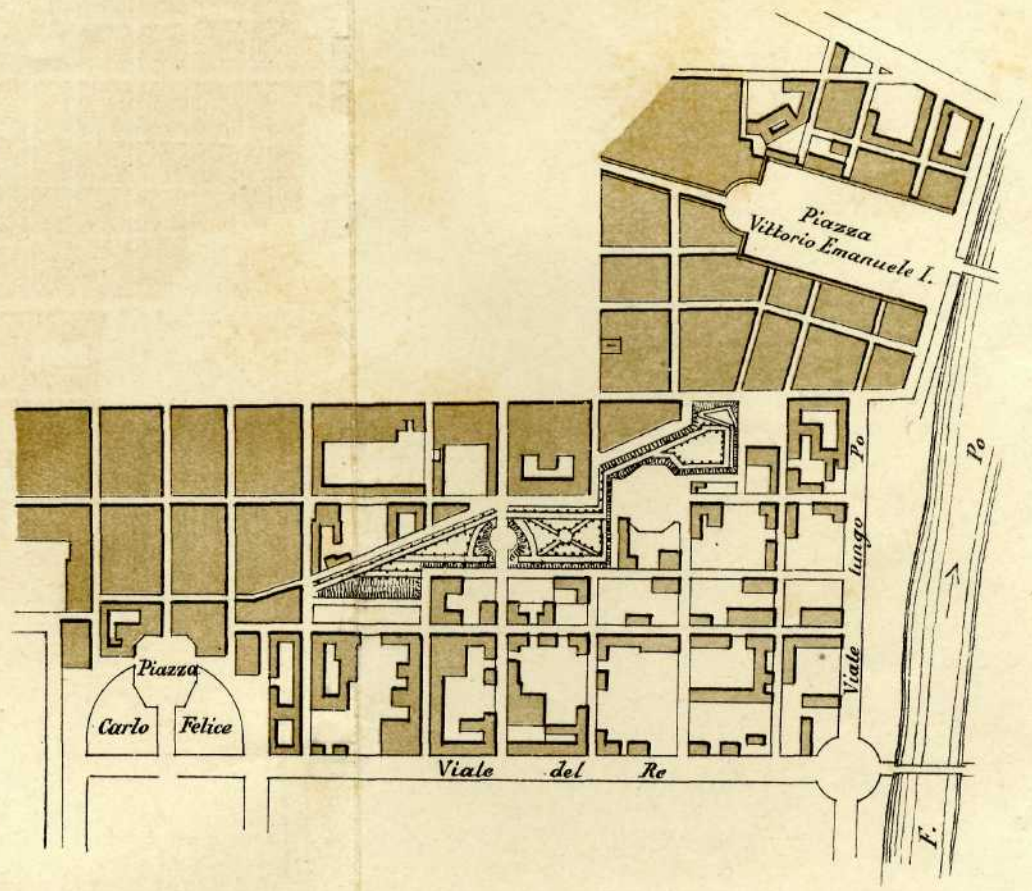 Piazza
Vittorio Emanuele I.
Po
Viale lungo Po
Piazza
Carlo Felice
Viale del Re
F.